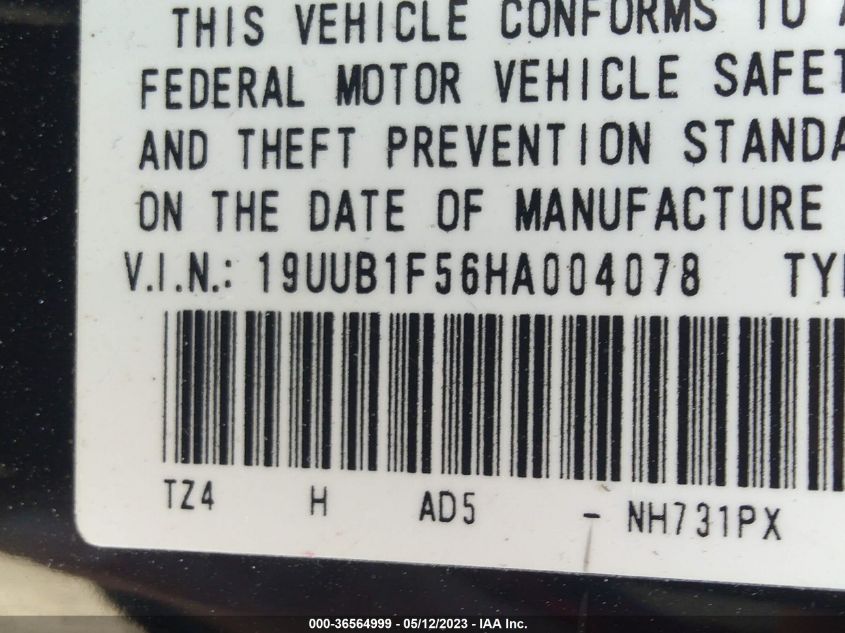 THIS VEHICLE CONFORMS TO
FEDERAL MOTOR VEHICLE SAFET
AND THEFT PREVENTION STANDA
ON THE DATE OF MANUFACTURE
V.I.N.: 19UUB1F56HA004078 TYP
TZ4 H AD5 - NH731PX
000-36564999 - 05/12/2023 - IAA Inc.